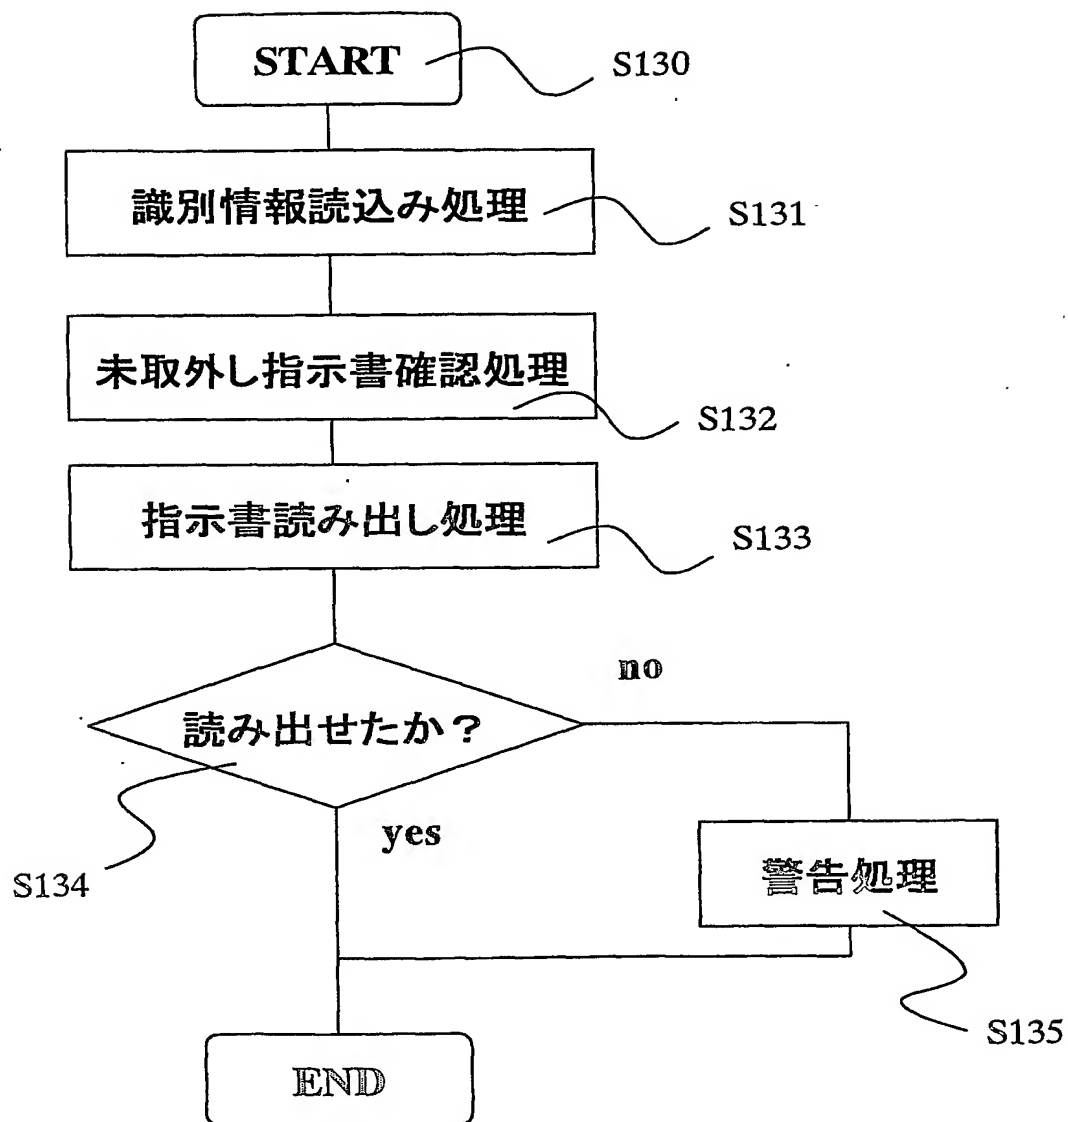 START
S130
識別情報読込み処理
S131
未取外し指示書確認処理
S132
指示書読み出し処理
S133
no
読み出せたか？
yes
S134
警告処理
S135
END